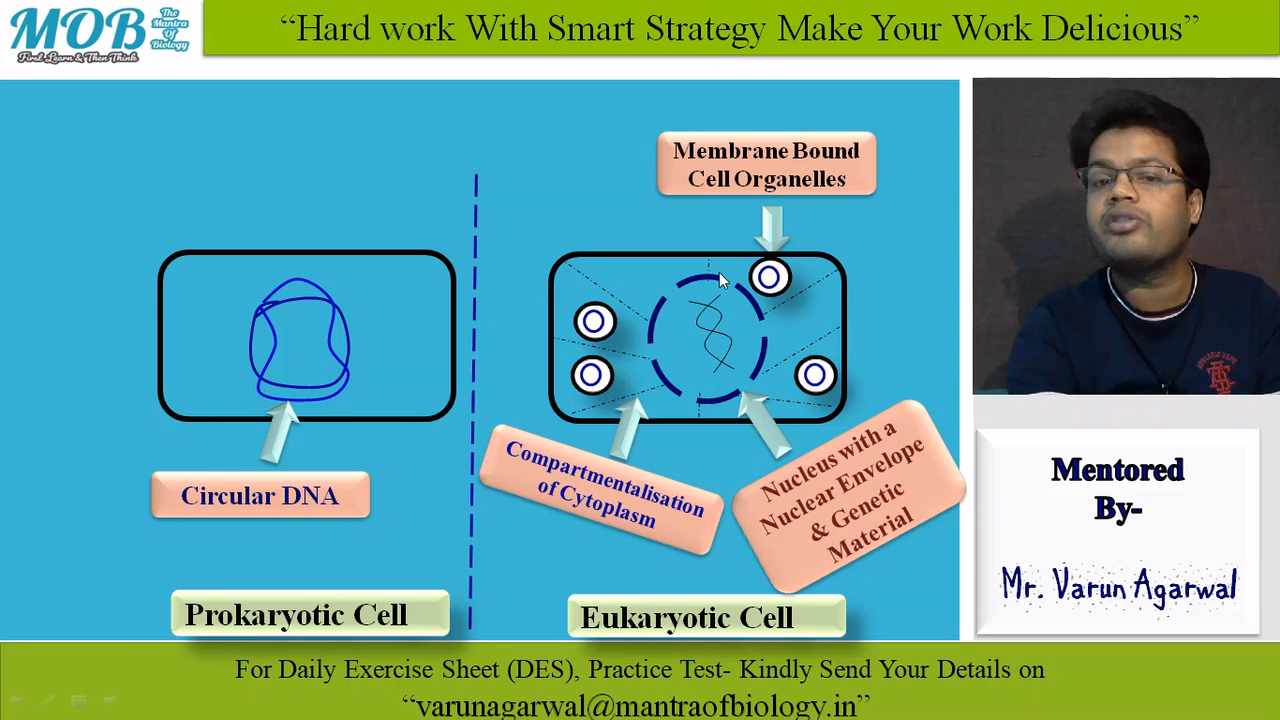 MOB
The
Mantra
Of
Biology
First Learn & Then Think
“Hard work With Smart Strategy Make Your Work Delicious”
Membrane Bound
Cell Organelles
Circular DNA
Compartmentalisation
of Cytoplasm
Nucleus with a
Nuclear Envelope
& Genetic
Material
Prokaryotic Cell
Eukaryotic Cell
Mentored
By-
Mr. Varun Agarwal
For Daily Exercise Sheet (DES), Practice Test- Kindly Send Your Details on
“varunagarwal@mantraofbiology.in”